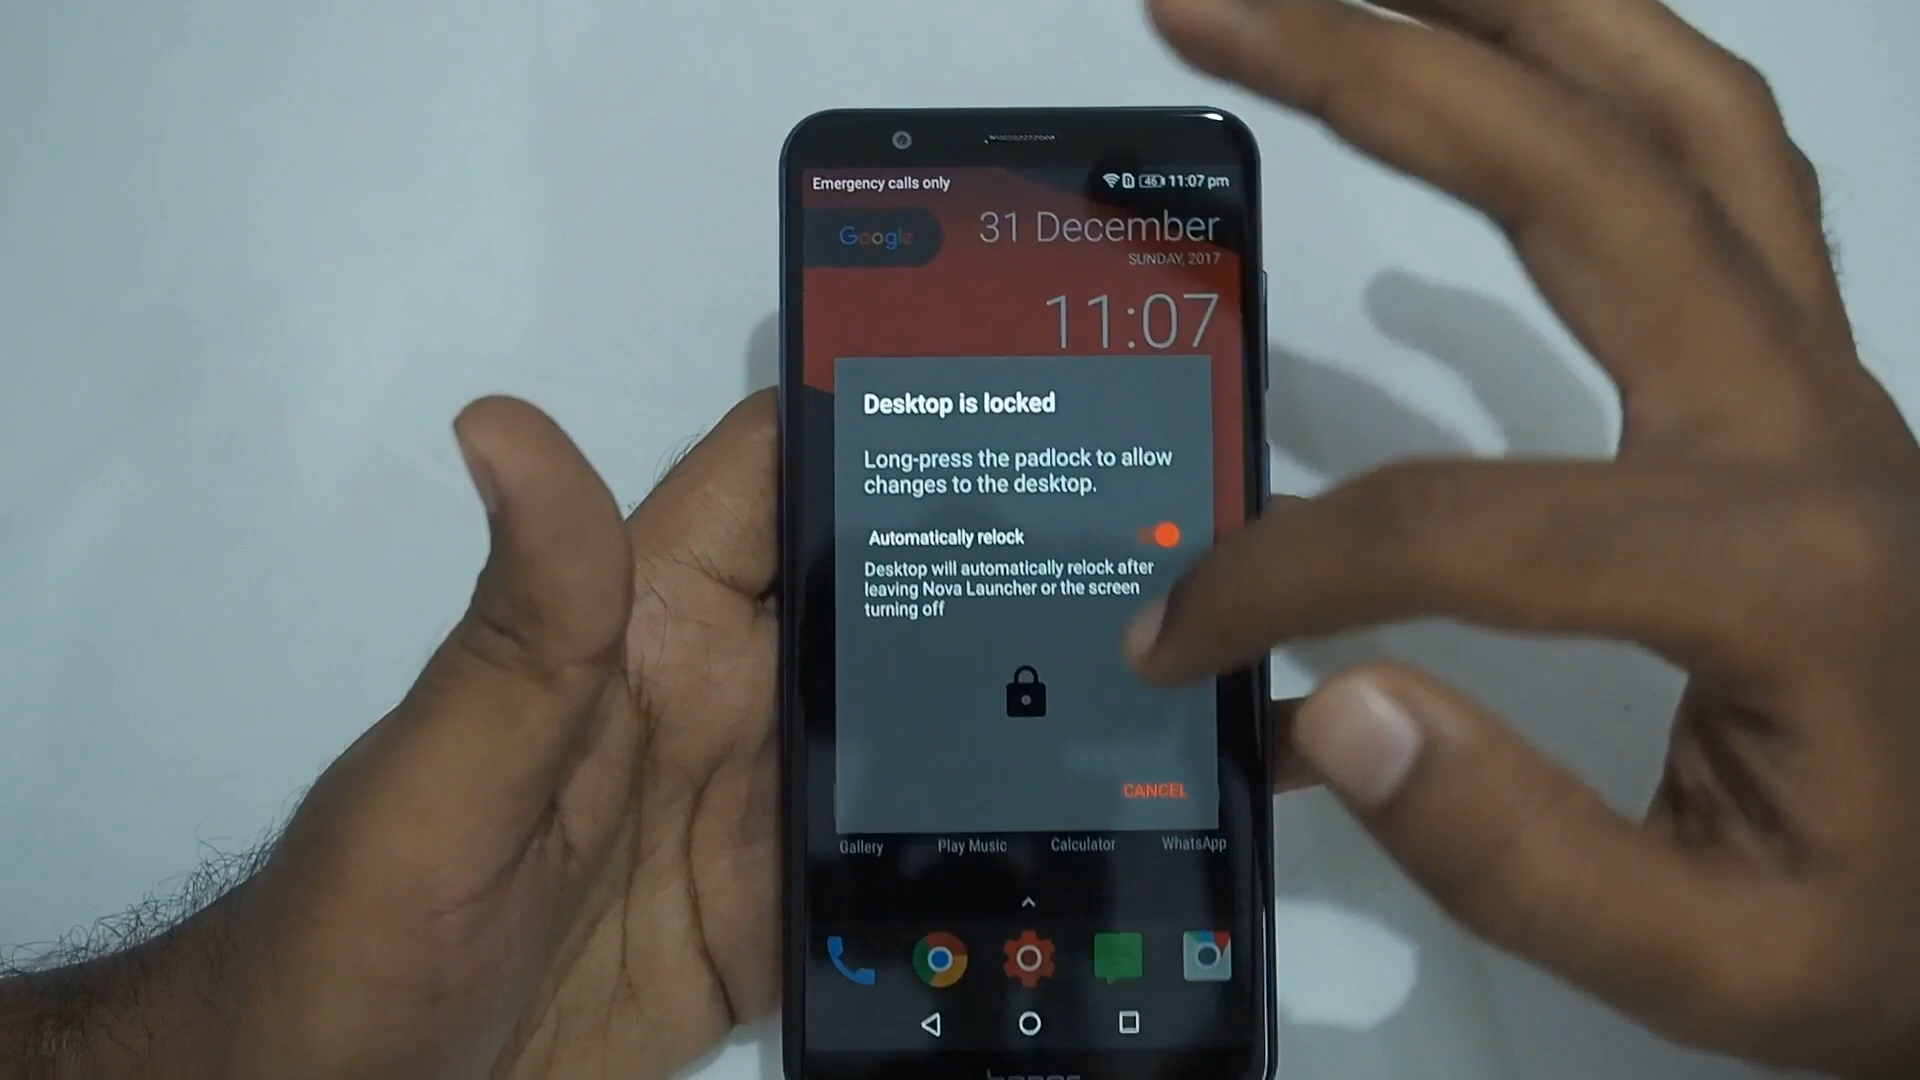 Emergency calls only
46 11:07 pm
Google
31 December
SUNDAY, 2017
11:07
Desktop is locked
Long-press the padlock to allow
changes to the desktop.
Automatically relock
Desktop will automatically relock after
leaving Nova Launcher or the screen
turning off
CANCEL
Gallery Play Music Calculator WhatsApp
honor